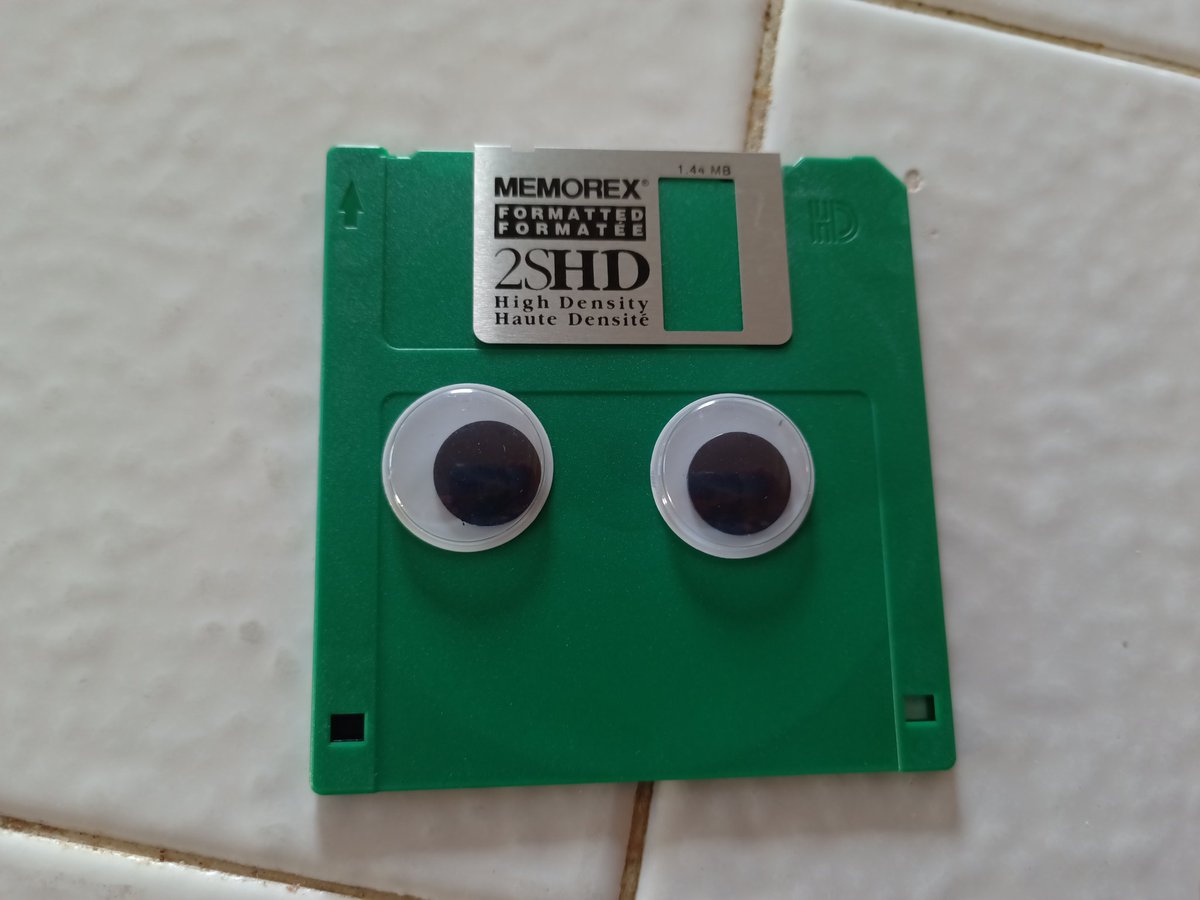 1.44 MB
MEMOREX®
FORMATTED
FORMATÉE
2SHD
High Density
Haute Densité
HD